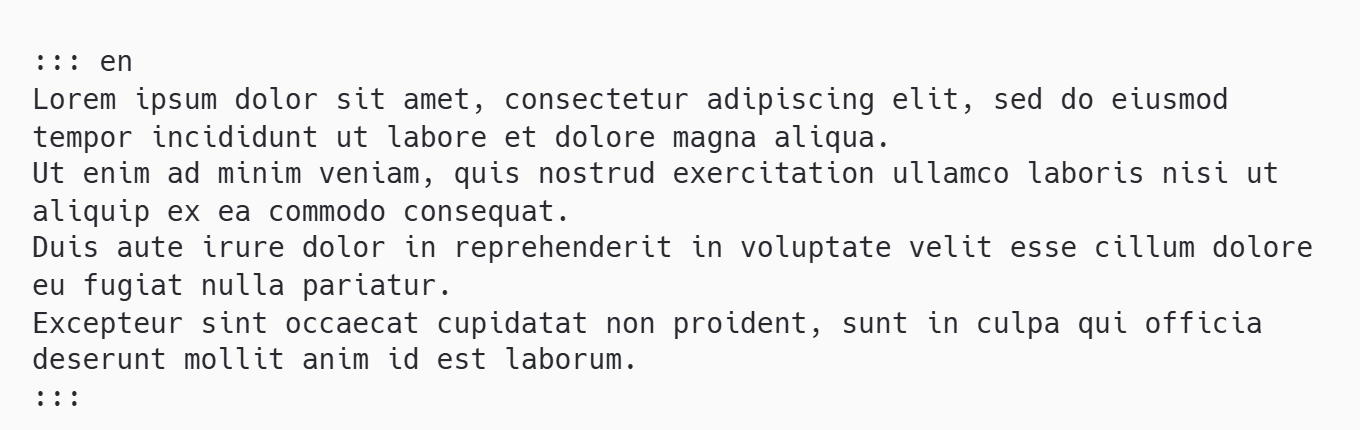 ::: en
Lorem ipsum dolor sit amet, consectetur adipiscing elit, sed do eiusmod
tempor incididunt ut labore et dolore magna aliqua.
Ut enim ad minim veniam, quis nostrud exercitation ullamco laboris nisi ut
aliquip ex ea commodo consequat.
Duis aute irure dolor in reprehenderit in voluptate velit esse cillum dolore
eu fugiat nulla pariatur.
Excepteur sint occaecat cupidatat non proident, sunt in culpa qui officia
deserunt mollit anim id est laborum.
:::